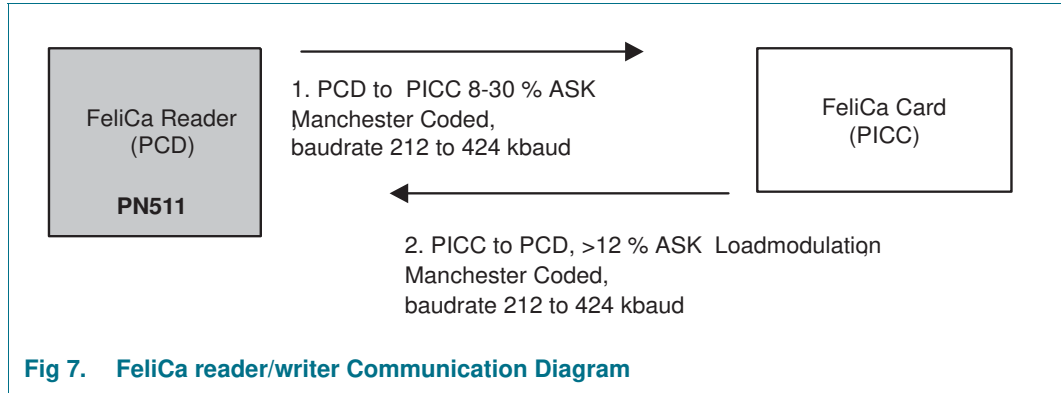 FeliCa Reader
(PCD)
PN511
1. PCD to PICC 8-30 % ASK
Manchester Coded,
baudrate 212 to 424 kbaud
FeliCa Card
(PICC)
2. PICC to PCD, >12 % ASK Loadmodulation,
Manchester Coded,
baudrate 212 to 424 kbaud
Fig 7. FeliCa reader/writer Communication Diagram